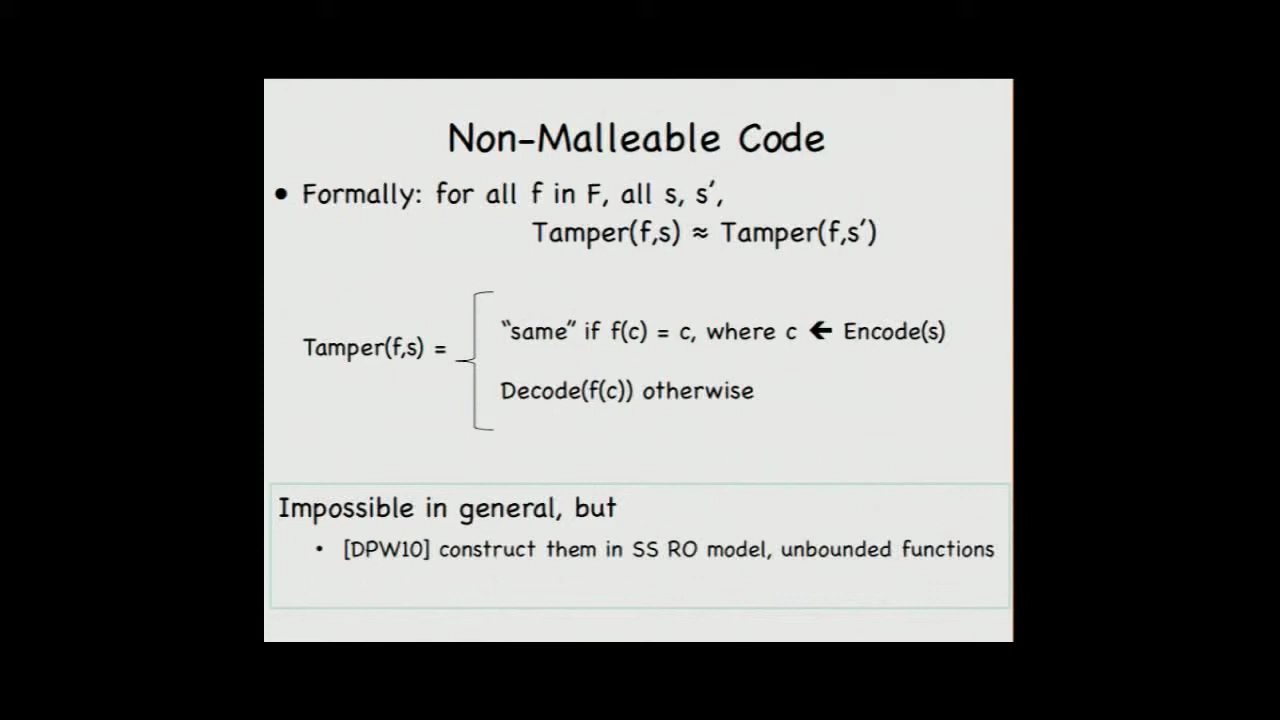 Non-Malleable Code
• Formally: for all f in F, all s, s′,
Tamper(f,s) ≈ Tamper(f,s′)
Tamper(f,s) =
“same” if f(c) = c, where c ← Encode(s)
Decode(f(c)) otherwise
Impossible in general, but
• [DPW10] construct them in SS RO model, unbounded functions